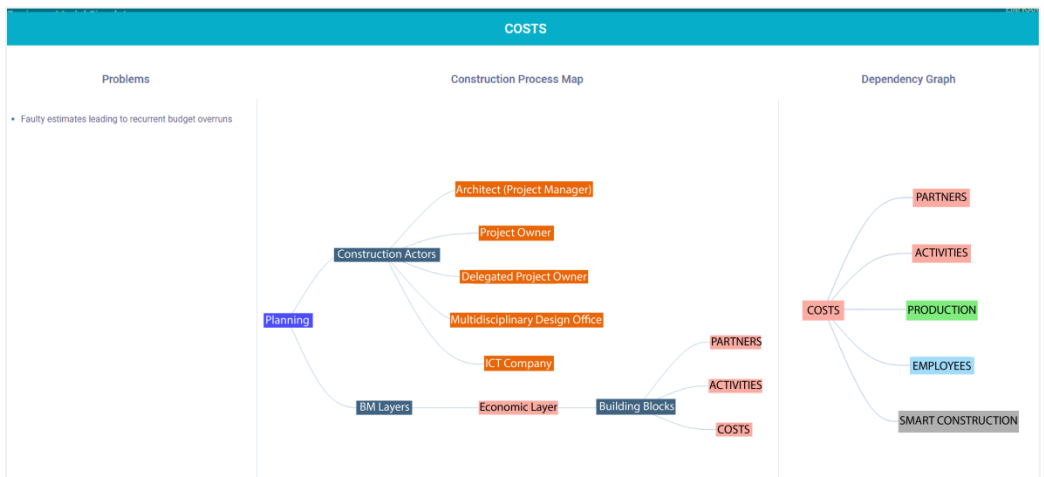 COSTS
Problems
Construction Process Map
Dependency Graph
Faulty estimates leading to recurrent budget overruns
Architect (Project Manager)
Project Owner
Construction Actors
Delegated Project Owner
Planning
Multidisciplinary Design Office
ICT Company
BM Layers
Economic Layer
Building Blocks
PARTNERS
ACTIVITIES
COSTS
PARTNERS
ACTIVITIES
COSTS
PRODUCTION
EMPLOYEES
SMART CONSTRUCTION